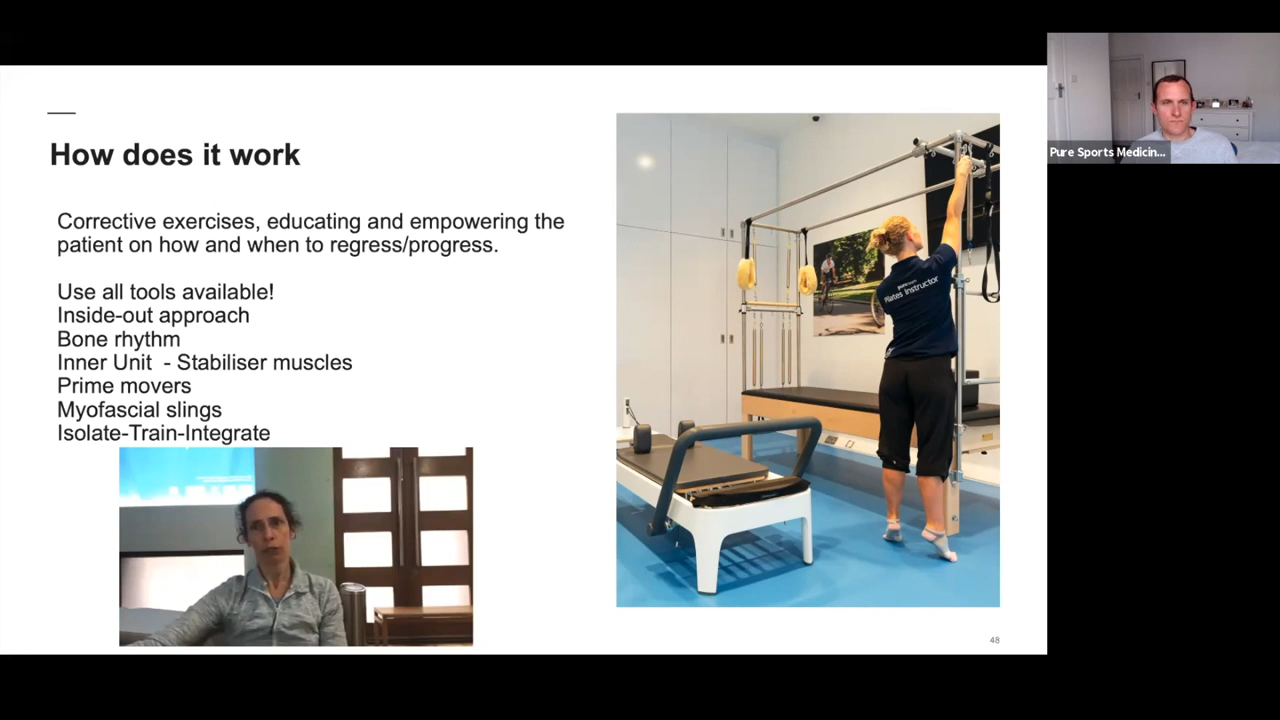 How does it work
Corrective exercises, educating and empowering the
patient on how and when to regress/progress.
Use all tools available!
Inside-out approach
Bone rhythm
Inner Unit - Stabiliser muscles
Prime movers
Myofascial slings
Isolate-Train-Integrate
Pilates Instructor
48
Pure Sports Medicin...